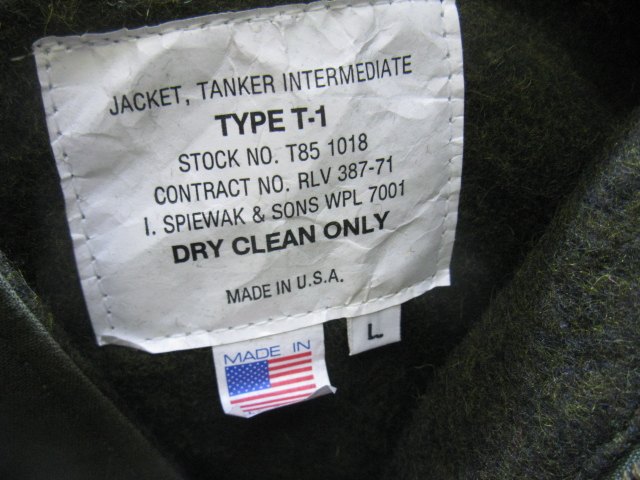 JACKET, TANKER INTERMEDIATE
TYPE T-1
STOCK NO. T85 1018
CONTRACT NO. RLV 387-71
I. SPIEWAK & SONS WPL 7001
DRY CLEAN ONLY
MADE IN U.S.A.
L
MADE IN